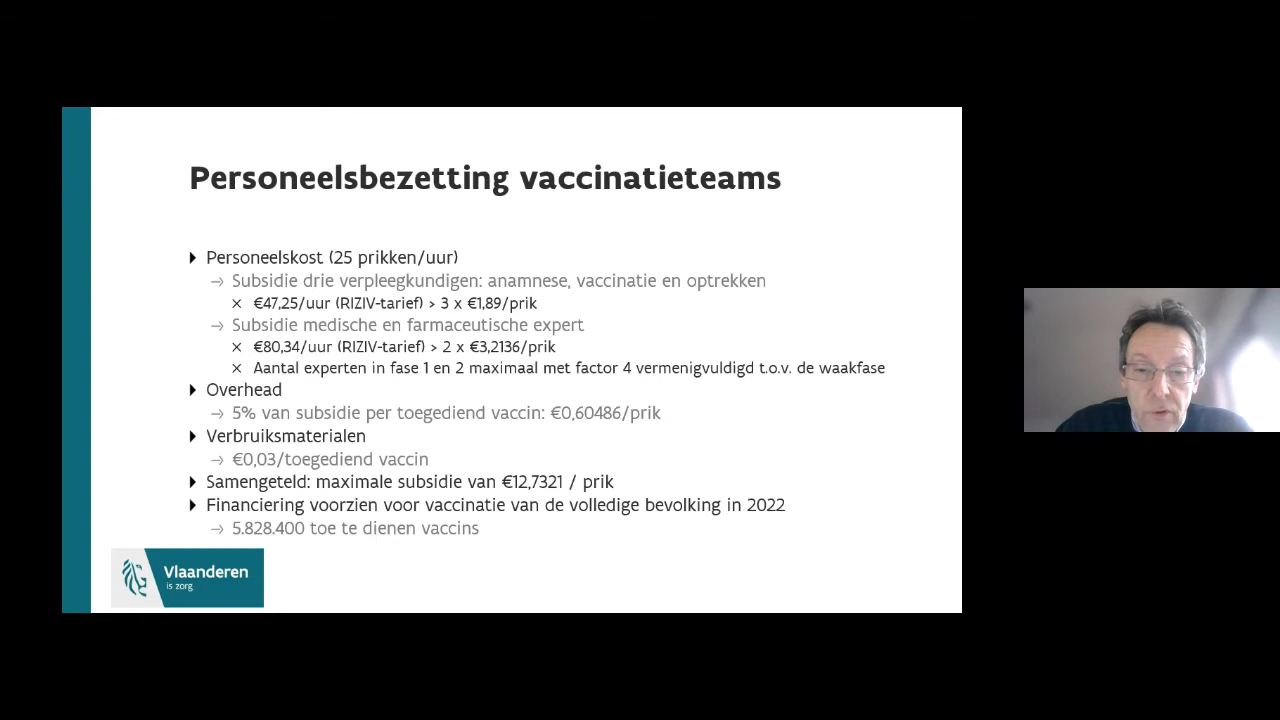 Personeelsbezetting vaccinatieteams
Personeelskost (25 prikken/uur)
→ Subsidie drie verpleegkundigen: anamnese, vaccinatie en optrekken
× €47,25/uur (RIZIV-tarief) > 3 x €1,89/prik
→ Subsidie medische en farmaceutische expert
× €80,34/uur (RIZIV-tarief) > 2 x €3,2136/prik
× Aantal experten in fase 1 en 2 maximaal met factor 4 vermenigvuldigd t.o.v. de waakfase
Overhead
→ 5% van subsidie per toegediend vaccin: €0,60486/prik
Verbruiksmaterialen
→ €0,03/toegediend vaccin
Samengeteld: maximale subsidie van €12,7321 / prik
Financiering voorzien voor vaccinatie van de volledige bevolking in 2022
→ 5.828.400 toe te dienen vaccins
Vlaanderen
is zorg